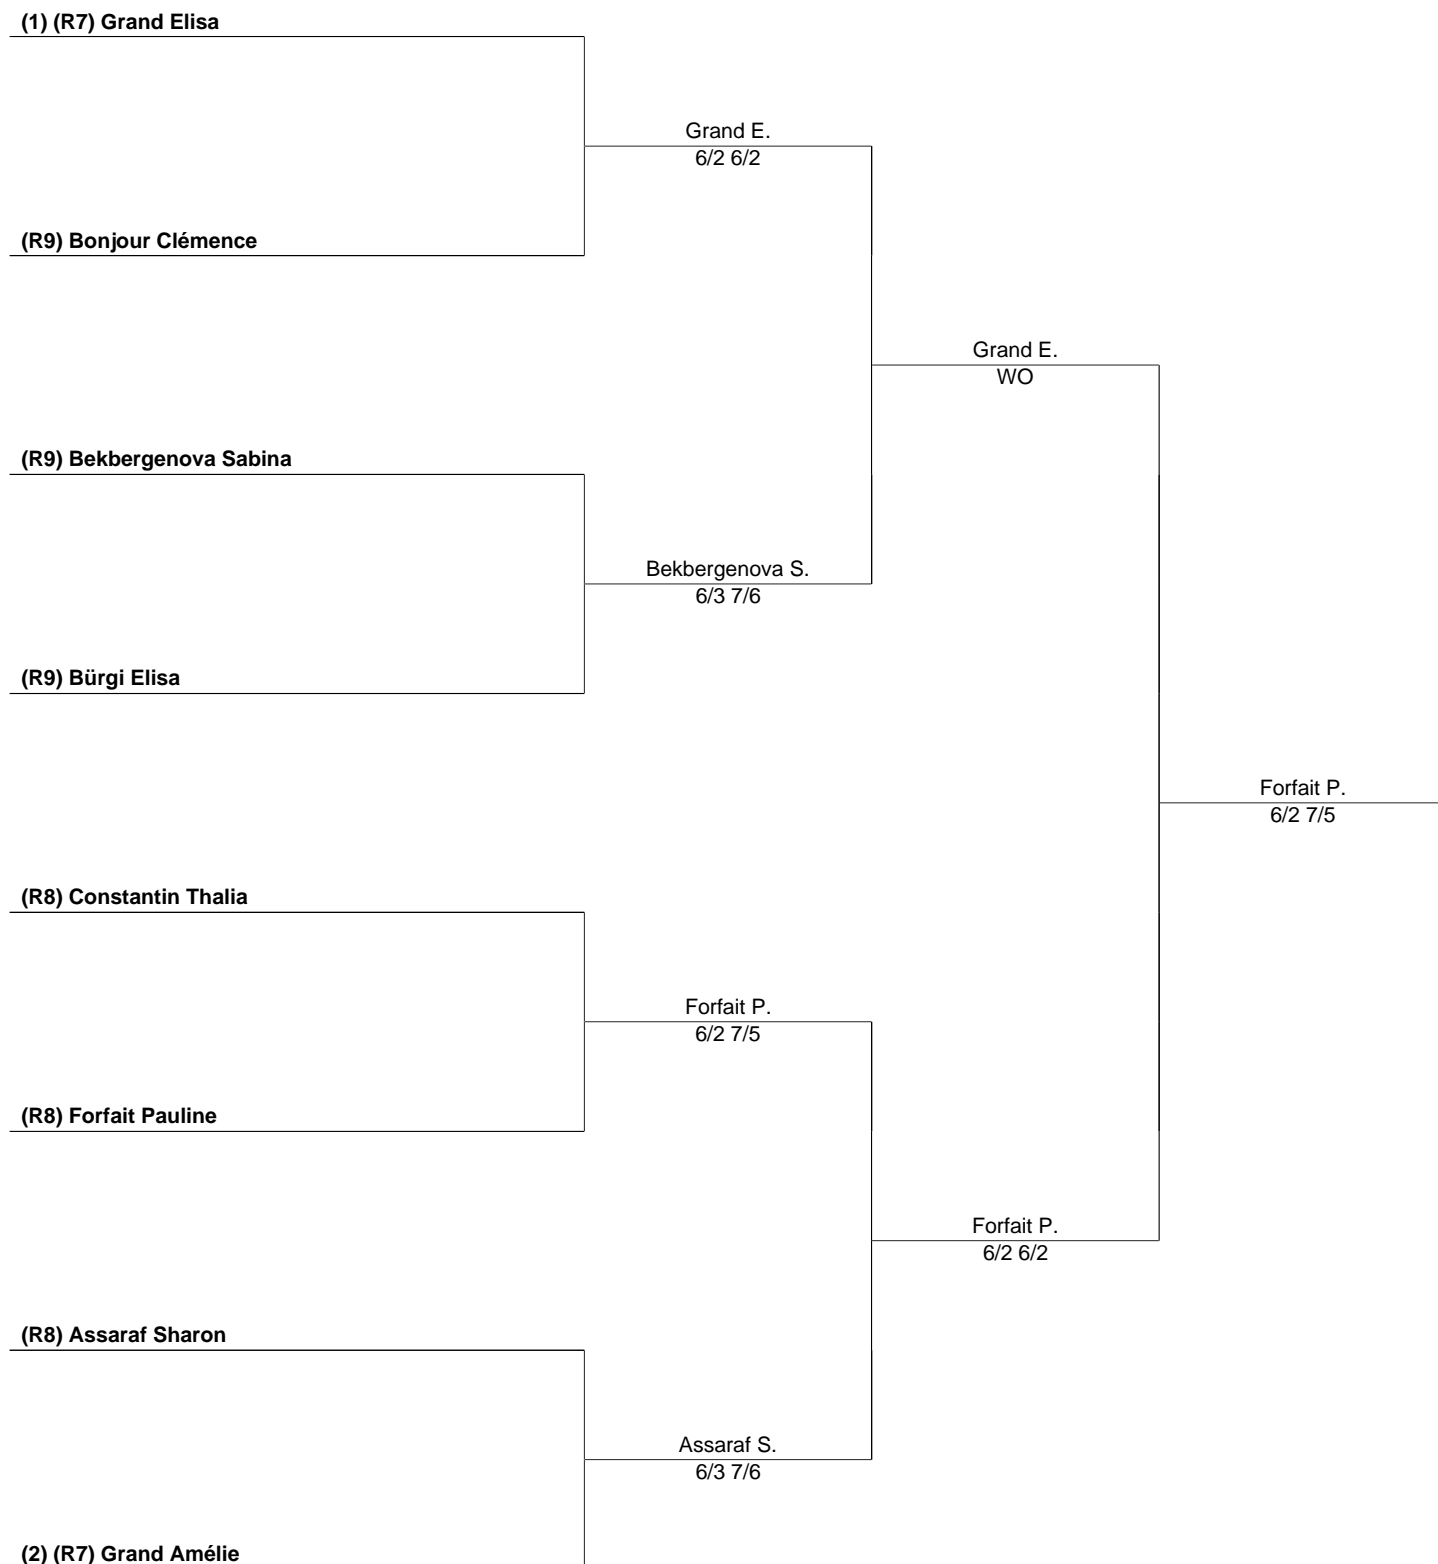 (1) (R7) Grand Elisa
Grand E.
6/2 6/2
(R9) Bonjour Clémence
Grand E.
WO
(R9) Bekbergenova Sabina
Bekbergenova S.
6/3 7/6
(R9) Bürgi Elisa
Forfait P.
6/2 7/5
(R8) Constantin Thalia
Forfait P.
6/2 7/5
(R8) Forfait Pauline
Forfait P.
6/2 6/2
(R8) Assaraf Sharon
Assaraf S.
6/3 7/6
(2) (R7) Grand Amélie